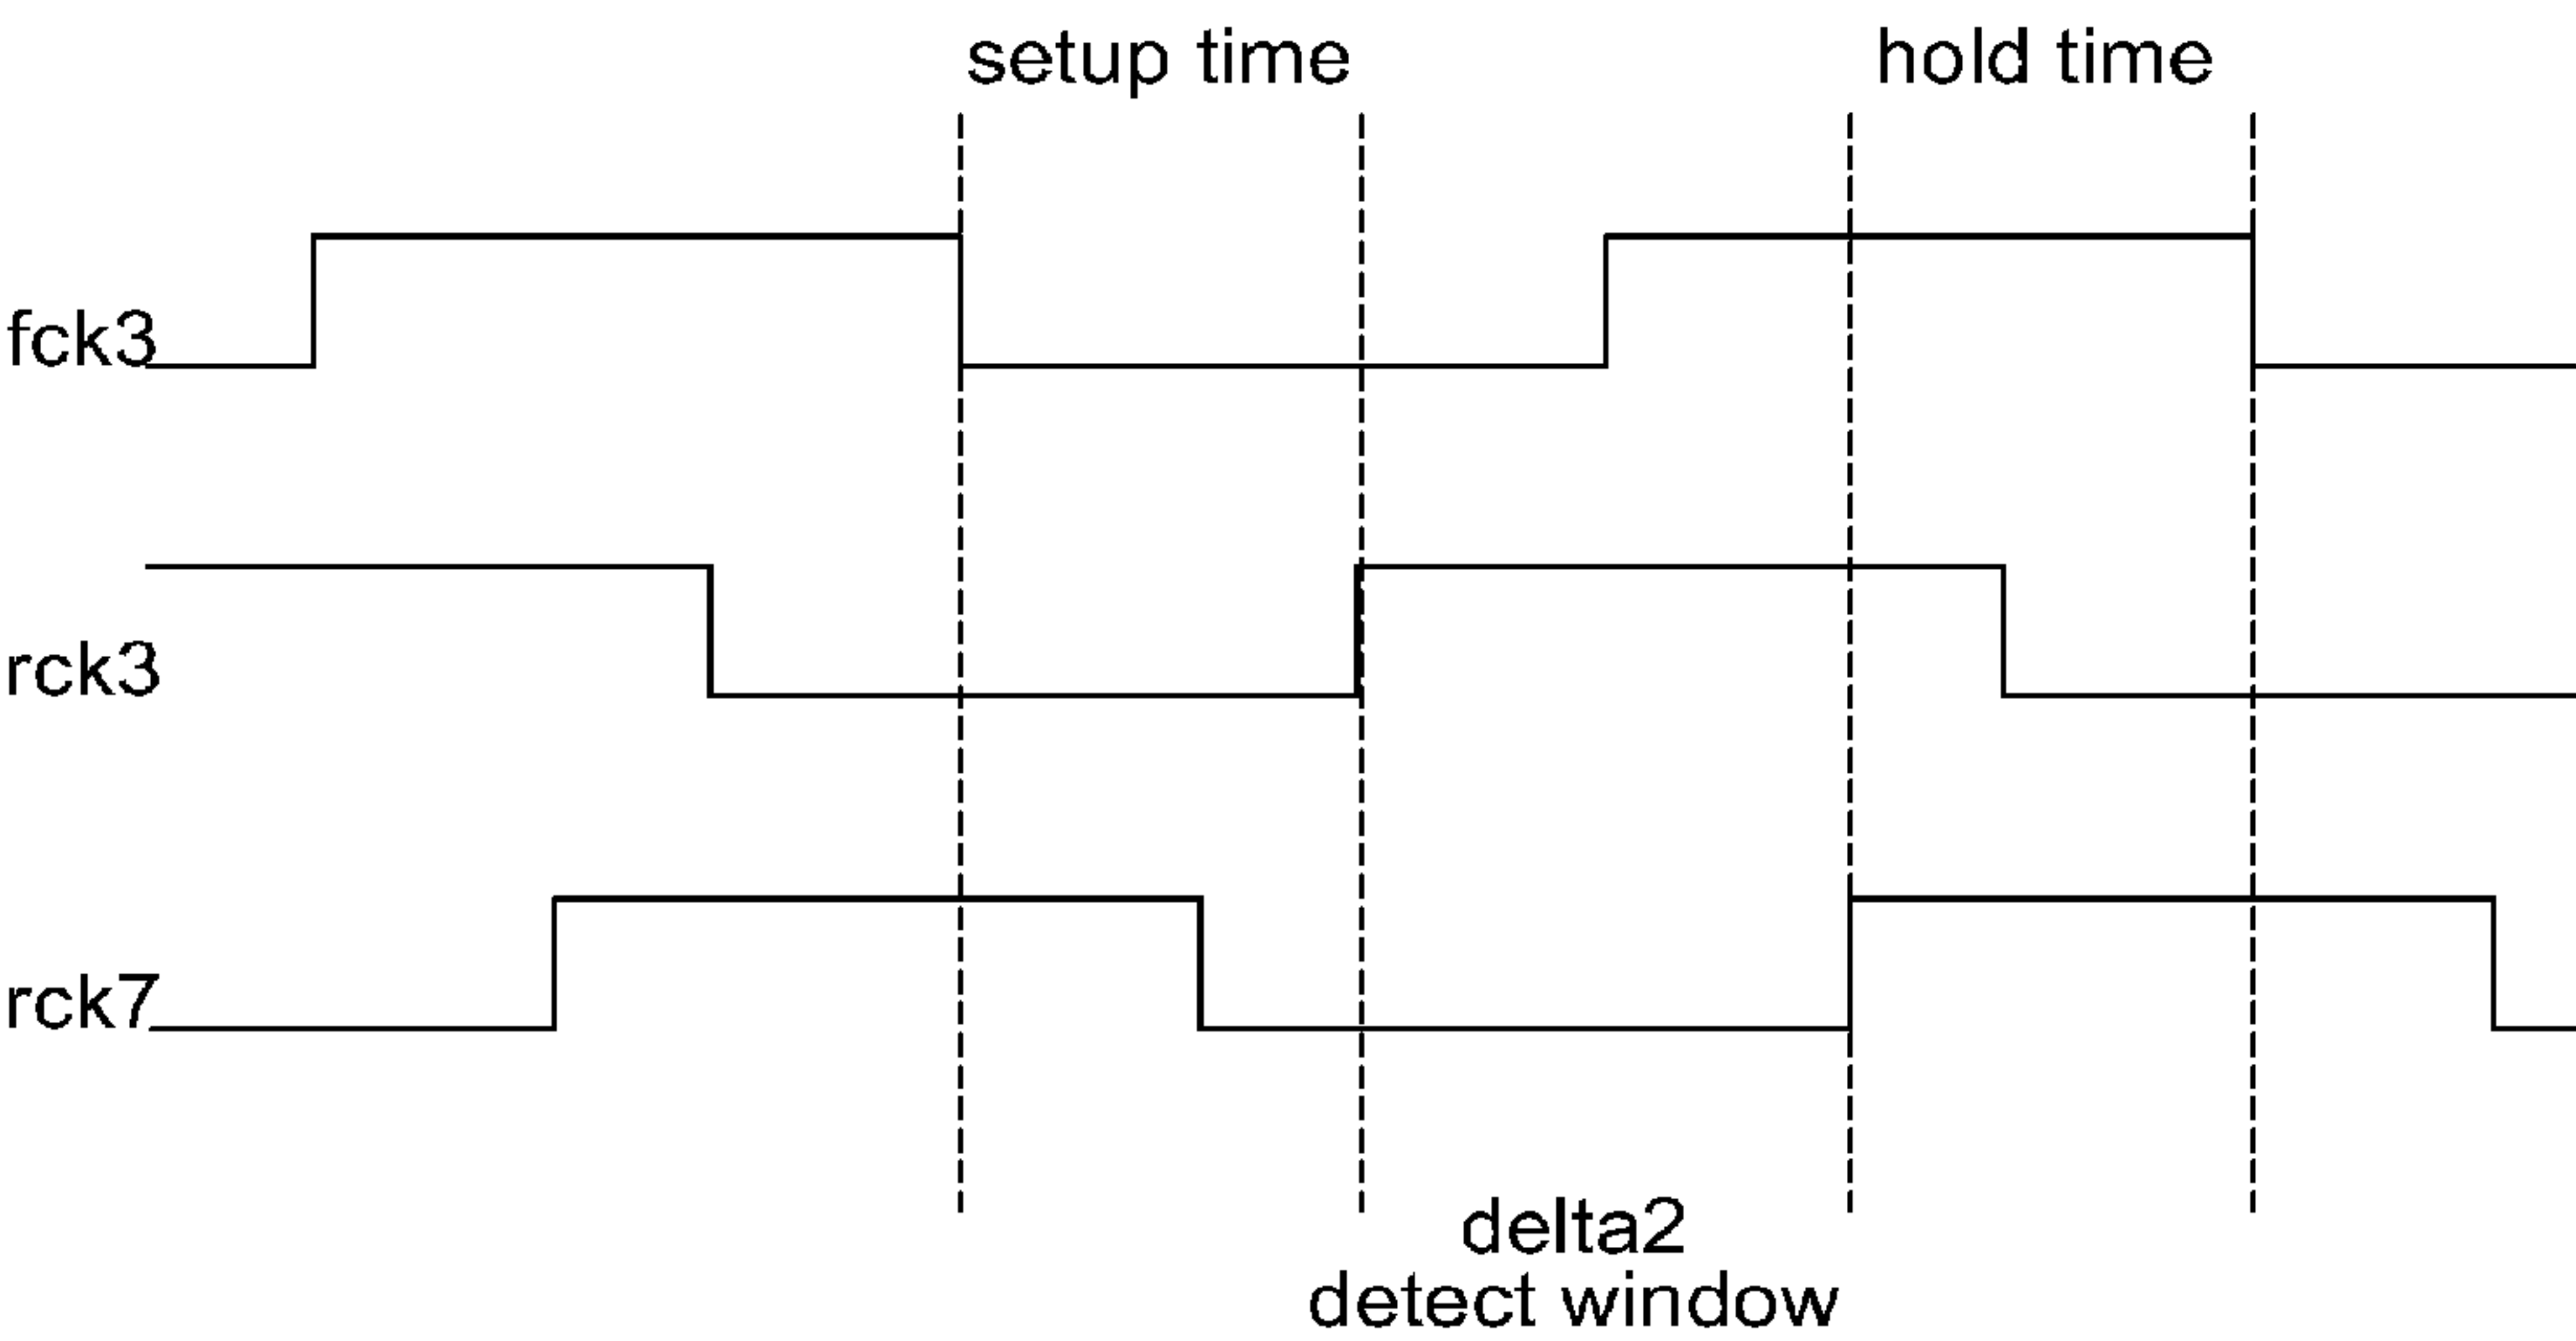 setup time
hold time
fck3
rck3
rck7
delta2
detect window